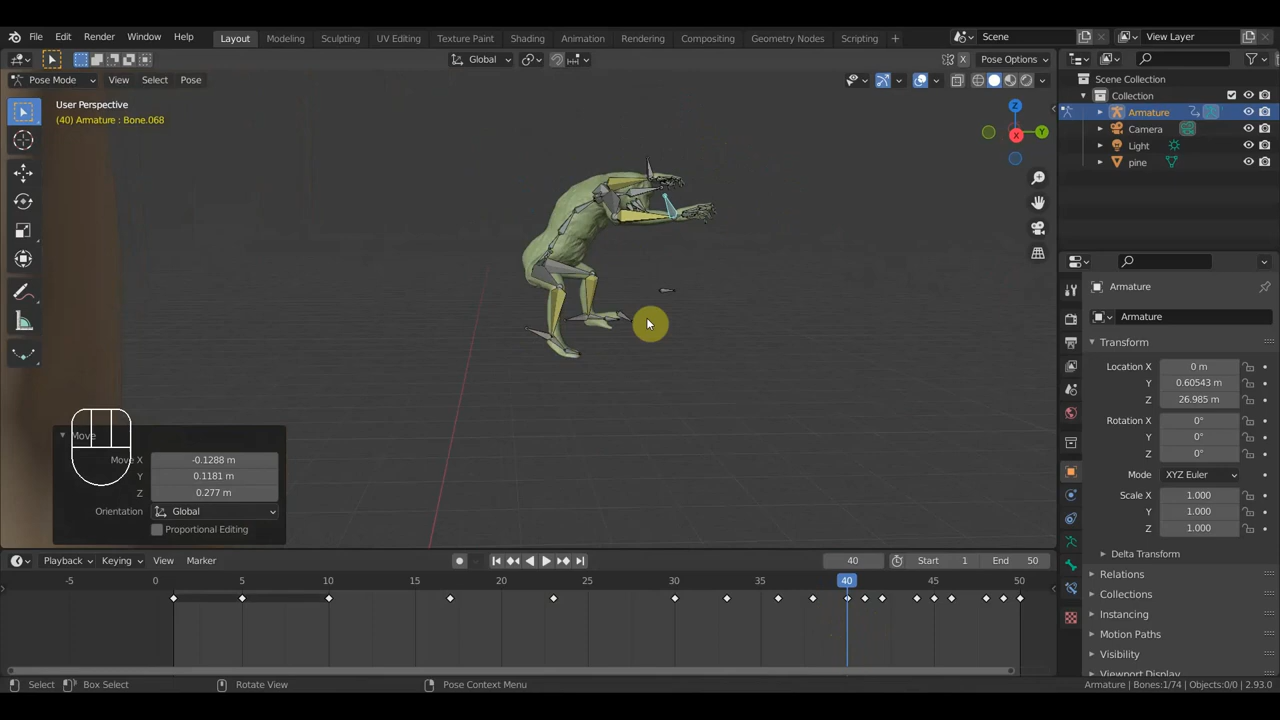 File Edit Render Window Help Layout Modeling Sculpting UV Editing Texture Paint Shading Animation Rendering Compositing Geometry Nodes Scripting + Scene View Layer
Global X Pose Options
Pose Mode View Select Pose
User Perspective
(40) Armature : Bone.068
Z
X
Y
Scene Collection
Collection
Armature
Camera
Light
pine
Armature
Armature
Transform
Location X 0 m
Y 0.60543 m
Z 26.985 m
Rotation X 0°
Y 0°
Z 0°
Mode XYZ Euler
Scale X 1.000
Y 1.000
Z 1.000
Delta Transform
Relations
Collections
Instancing
Motion Paths
Visibility
Viewport Display
Move
Move X -0.1288 m
Y 0.1181 m
Z 0.277 m
Orientation Global
Proportional Editing
Playback Keying View Marker 40 Start 1 End 50
-5 0 5 10 15 20 25 30 35 40 45 50
Select Box Select Rotate View Pose Context Menu Armature | Bones:1/74 | Objects:0/0 | 2.93.0